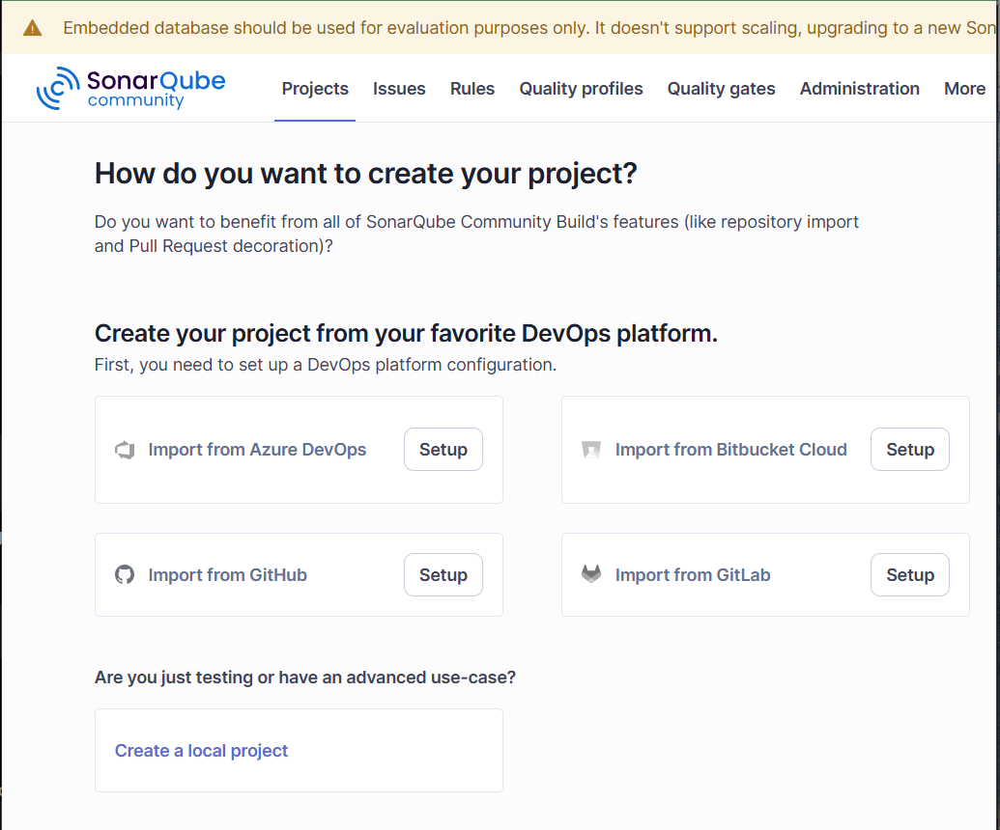 Embedded database should be used for evaluation purposes only. It doesn't support scaling, upgrading to a new Son
SonarQube
community
Projects Issues Rules Quality profiles Quality gates Administration More
How do you want to create your project?
Do you want to benefit from all of SonarQube Community Build's features (like repository import
and Pull Request decoration)?
Create your project from your favorite DevOps platform.
First, you need to set up a DevOps platform configuration.
Import from Azure DevOps Setup
Import from Bitbucket Cloud Setup
Import from GitHub Setup
Import from GitLab Setup
Are you just testing or have an advanced use-case?
Create a local project